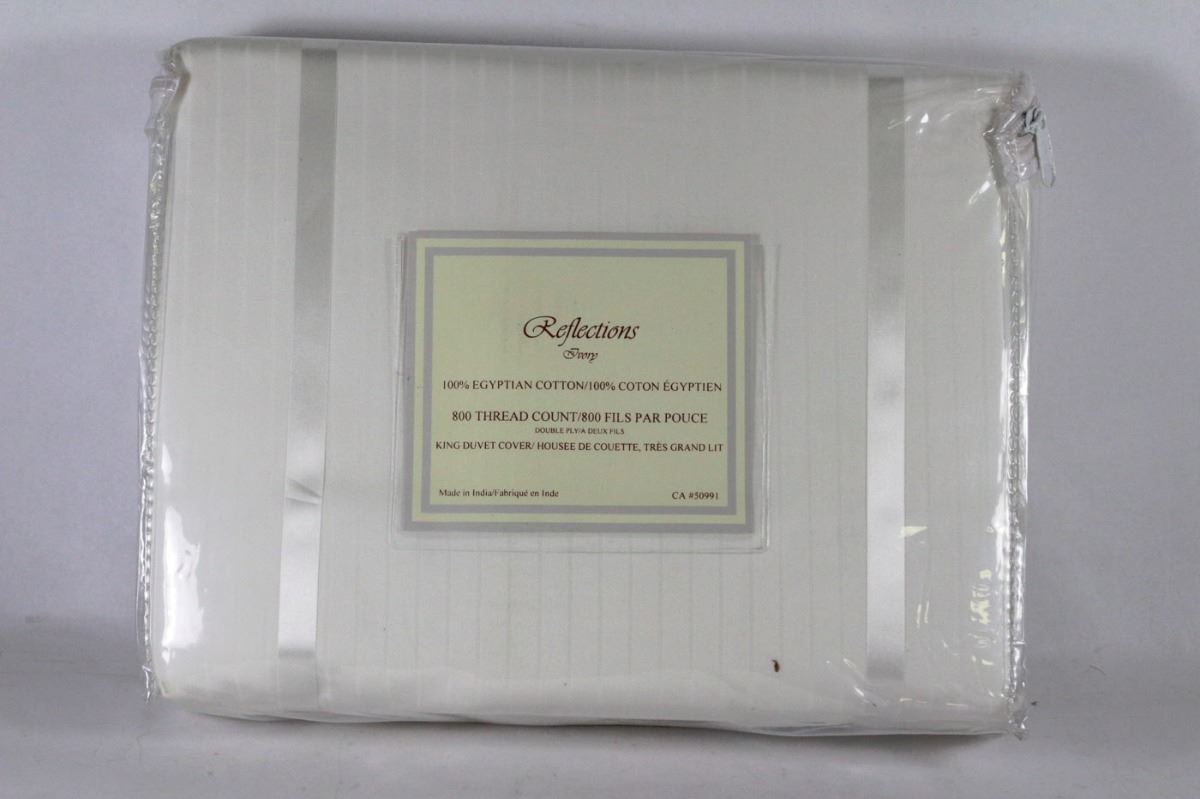 Reflections
Ivory
100% EGYPTIAN COTTON/100% COTON ÉGYPTIEN
800 THREAD COUNT/800 FILS PAR POUCE
DOUBLE PLY/A DEUX FILS
KING DUVET COVER/ HOUSEE DE COUETTE, TRÈS GRAND LIT
Made in India/Fabriqué en Inde CA #50991